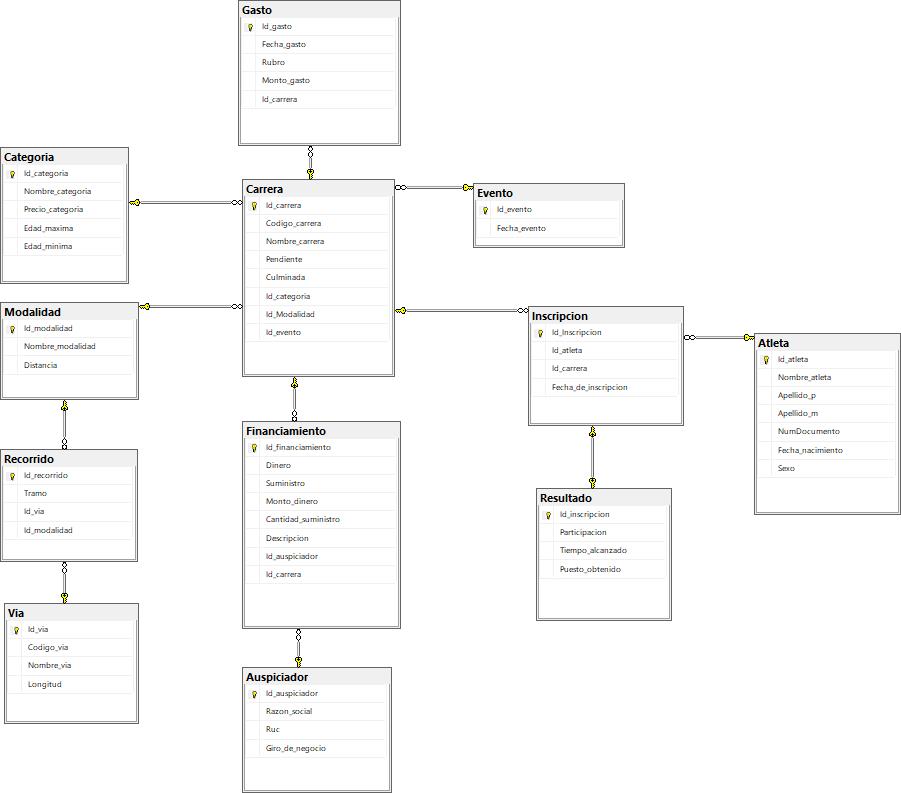 Gasto
Id_gasto
Fecha_gasto
Rubro
Monto_gasto
Id_carrera
Categoria
Id_categoria
Nombre_categoria
Precio_categoria
Edad_maxima
Edad_minima
Carrera
Id_carrera
Codigo_carrera
Nombre_carrera
Pendiente
Culminada
Id_categoria
Id_Modalidad
Id_evento
Evento
Id_evento
Fecha_evento
Modalidad
Id_modalidad
Nombre_modalidad
Distancia
Inscripcion
Id_Inscripcion
Id_atleta
Id_carrera
Fecha_de_inscripcion
Atleta
Id_atleta
Nombre_atleta
Apellido_p
Apellido_m
NumDocumento
Fecha_nacimiento
Sexo
Recorrido
Id_recorrido
Tramo
Id_via
Id_modalidad
Financiamiento
Id_financiamiento
Dinero
Suministro
Monto_dinero
Cantidad_suministro
Descripcion
Id_auspiciador
Id_carrera
Resultado
Id_inscripcion
Participacion
Tiempo_alcanzado
Puesto_obtenido
Via
Id_via
Codigo_via
Nombre_via
Longitud
Auspiciador
Id_auspiciador
Razon_social
Ruc
Giro_de_negocio